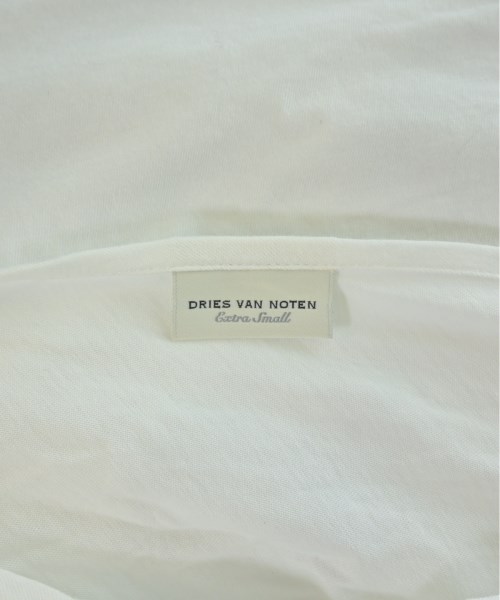 DRIES VAN NOTEN
Extra Small